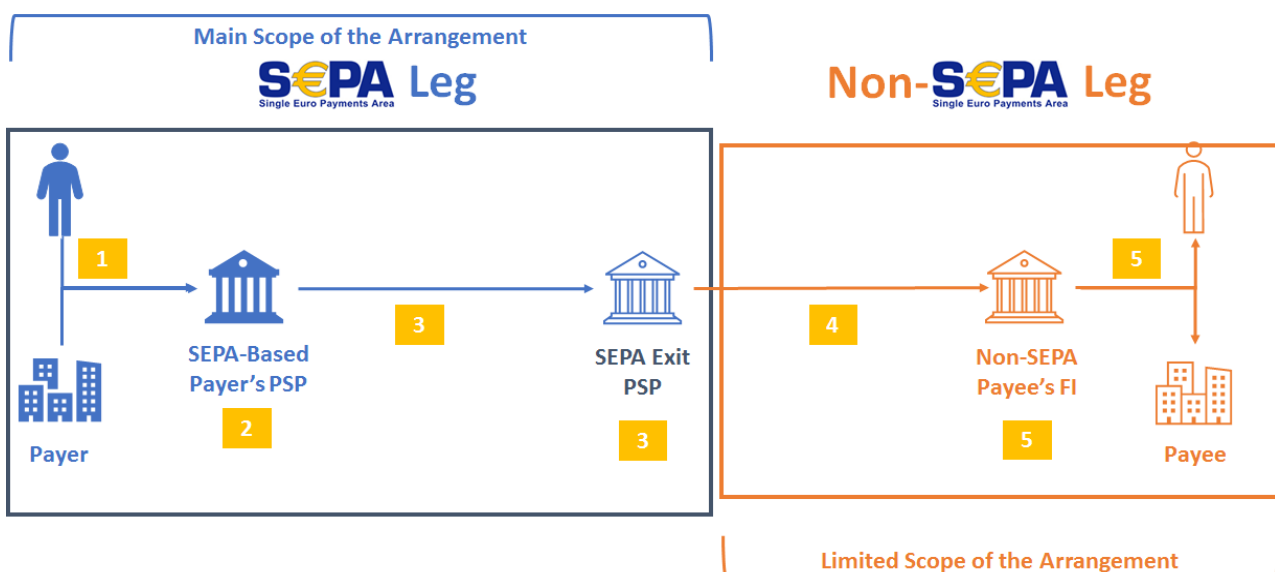 Main Scope of the Arrangement
S€PA Leg
Single Euro Payments Area
Non-S€PA Leg
Single Euro Payments Area
1
5
3
4
SEPA-Based
Payer's PSP
2
SEPA Exit
PSP
3
Non-SEPA
Payee's FI
5
Payer
Payee
Limited Scope of the Arrangement